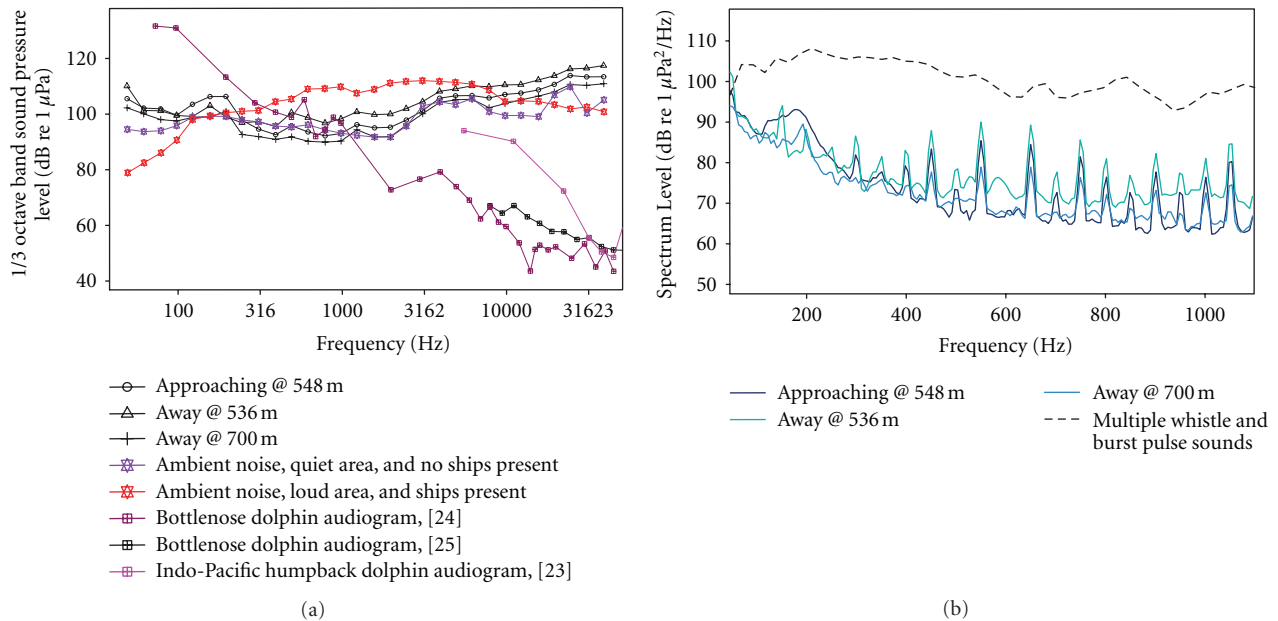 1/3 octave band sound pressure
level (dB re 1 μPa)
120
100
80
60
40
100
316
1000
3162
10000
31623
Frequency (Hz)
Approaching @ 548 m
Away @ 536 m
Away @ 700 m
Ambient noise, quiet area, and no ships present
Ambient noise, loud area, and ships present
Bottlenose dolphin audiogram, [24]
Bottlenose dolphin audiogram, [25]
Indo-Pacific humpback dolphin audiogram, [23]
(a)
Spectrum Level (dB re 1 μPa²/Hz)
110
100
90
80
70
60
50
200
400
600
800
1000
Frequency (Hz)
Approaching @ 548 m
Away @ 536 m
Away @ 700 m
Multiple whistle and
burst pulse sounds
(b)